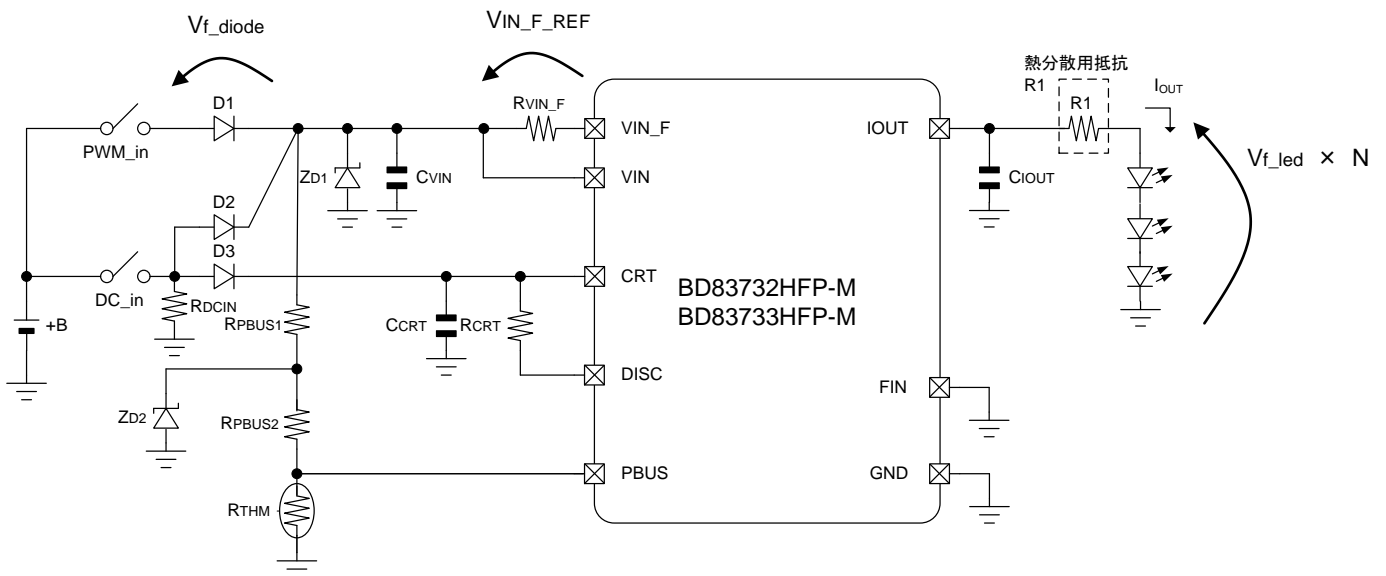 Vf_diode
VIN_F_REF
熱分散用抵抗
R1
IOUT
D1
RVIN_F
R1
VIN_F
IOUT
PWM_in
Vf_led × N
ZD1
CVIN
VIN
CIOUT
D2
D3
CRT
DC_in
BD83732HFP-M
BD83733HFP-M
RDCIN
+B
RPBUS1
CCRT
RCRT
DISC
FIN
ZD2
RPBUS2
PBUS
GND
RTHM